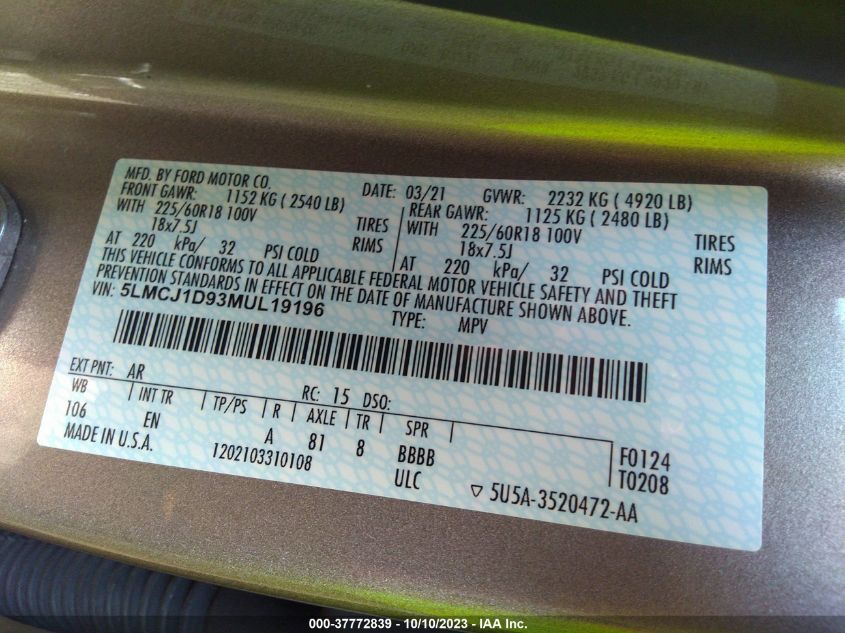 MFD. BY FORD MOTOR CO. DATE: 03/21 GVWR: 2232 KG ( 4920 LB)
FRONT GAWR: 1152 KG ( 2540 LB) REAR GAWR: 1125 KG ( 2480 LB)
WITH 225/60R18 100V TIRES WITH 225/60R18 100V TIRES
18x7.5J RIMS 18x7.5J RIMS
AT 220 kPa/ 32 PSI COLD AT 220 kPa/ 32 PSI COLD
THIS VEHICLE CONFORMS TO ALL APPLICABLE FEDERAL MOTOR VEHICLE SAFETY AND THEFT
PREVENTION STANDARDS IN EFFECT ON THE DATE OF MANUFACTURE SHOWN ABOVE.
VIN: 5LMCJ1D93MUL19196 TYPE: MPV
EXT PNT: AR RC: 15 DSO:
WB INT TR TP/PS R AXLE TR SPR
106 EN A 81 8 BBBB F0124
MADE IN U.S.A. 1202103310108 ULC T0208
5U5A-3520472-AA
000-37772839 - 10/10/2023 - IAA Inc.